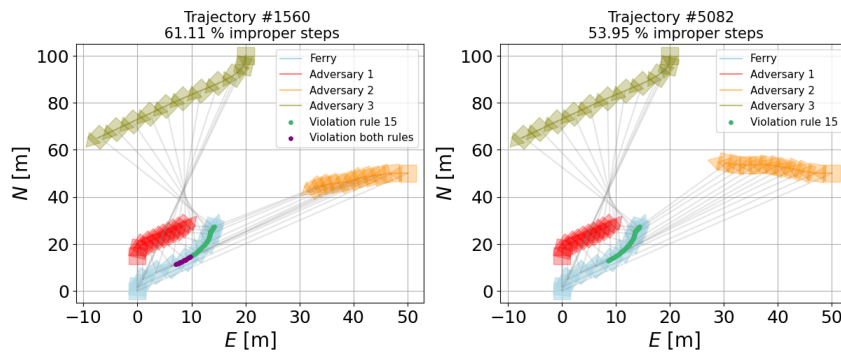 Trajectory #1560
61.11 % improper steps
Ferry
Adversary 1
Adversary 2
Adversary 3
Violation rule 15
Violation both rules
N [m]
100
80
60
40
20
0
−10 0 10 20 30 40 50
E [m]
Trajectory #5082
53.95 % improper steps
Ferry
Adversary 1
Adversary 2
Adversary 3
Violation rule 15
N [m]
100
80
60
40
20
0
−10 0 10 20 30 40 50
E [m]